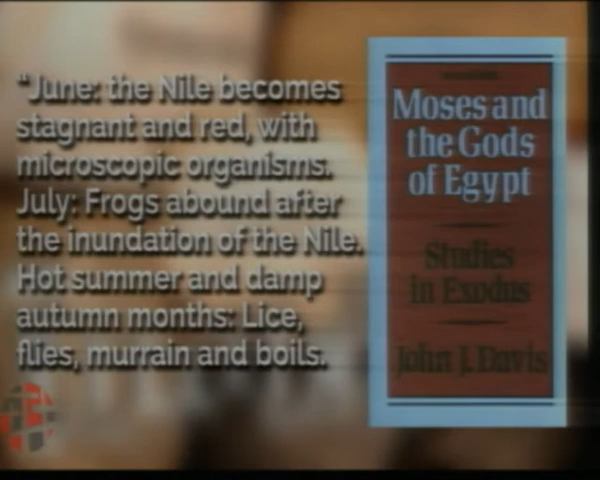 “June: the Nile becomes
stagnant and red, with
microscopic organisms.
July: Frogs abound after
the inundation of the Nile.
Hot summer and damp
autumn months: Lice,
flies, murrain and boils.
Moses and
the Gods
of Egypt
Studies
in Exodus
John J. Davis